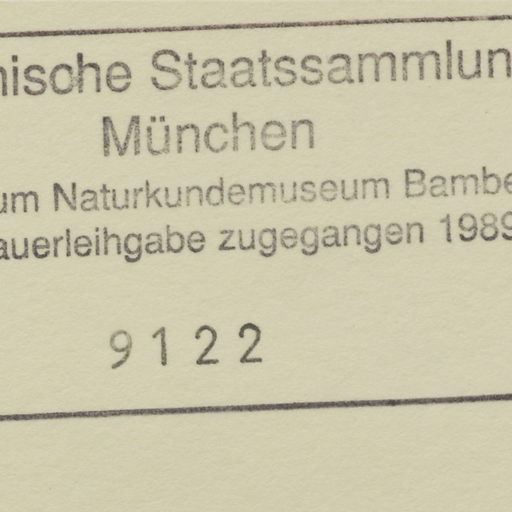 nische Staatssammlun
München
um Naturkundemuseum Bambe
auerleihgabe zugegangen 1989
9122